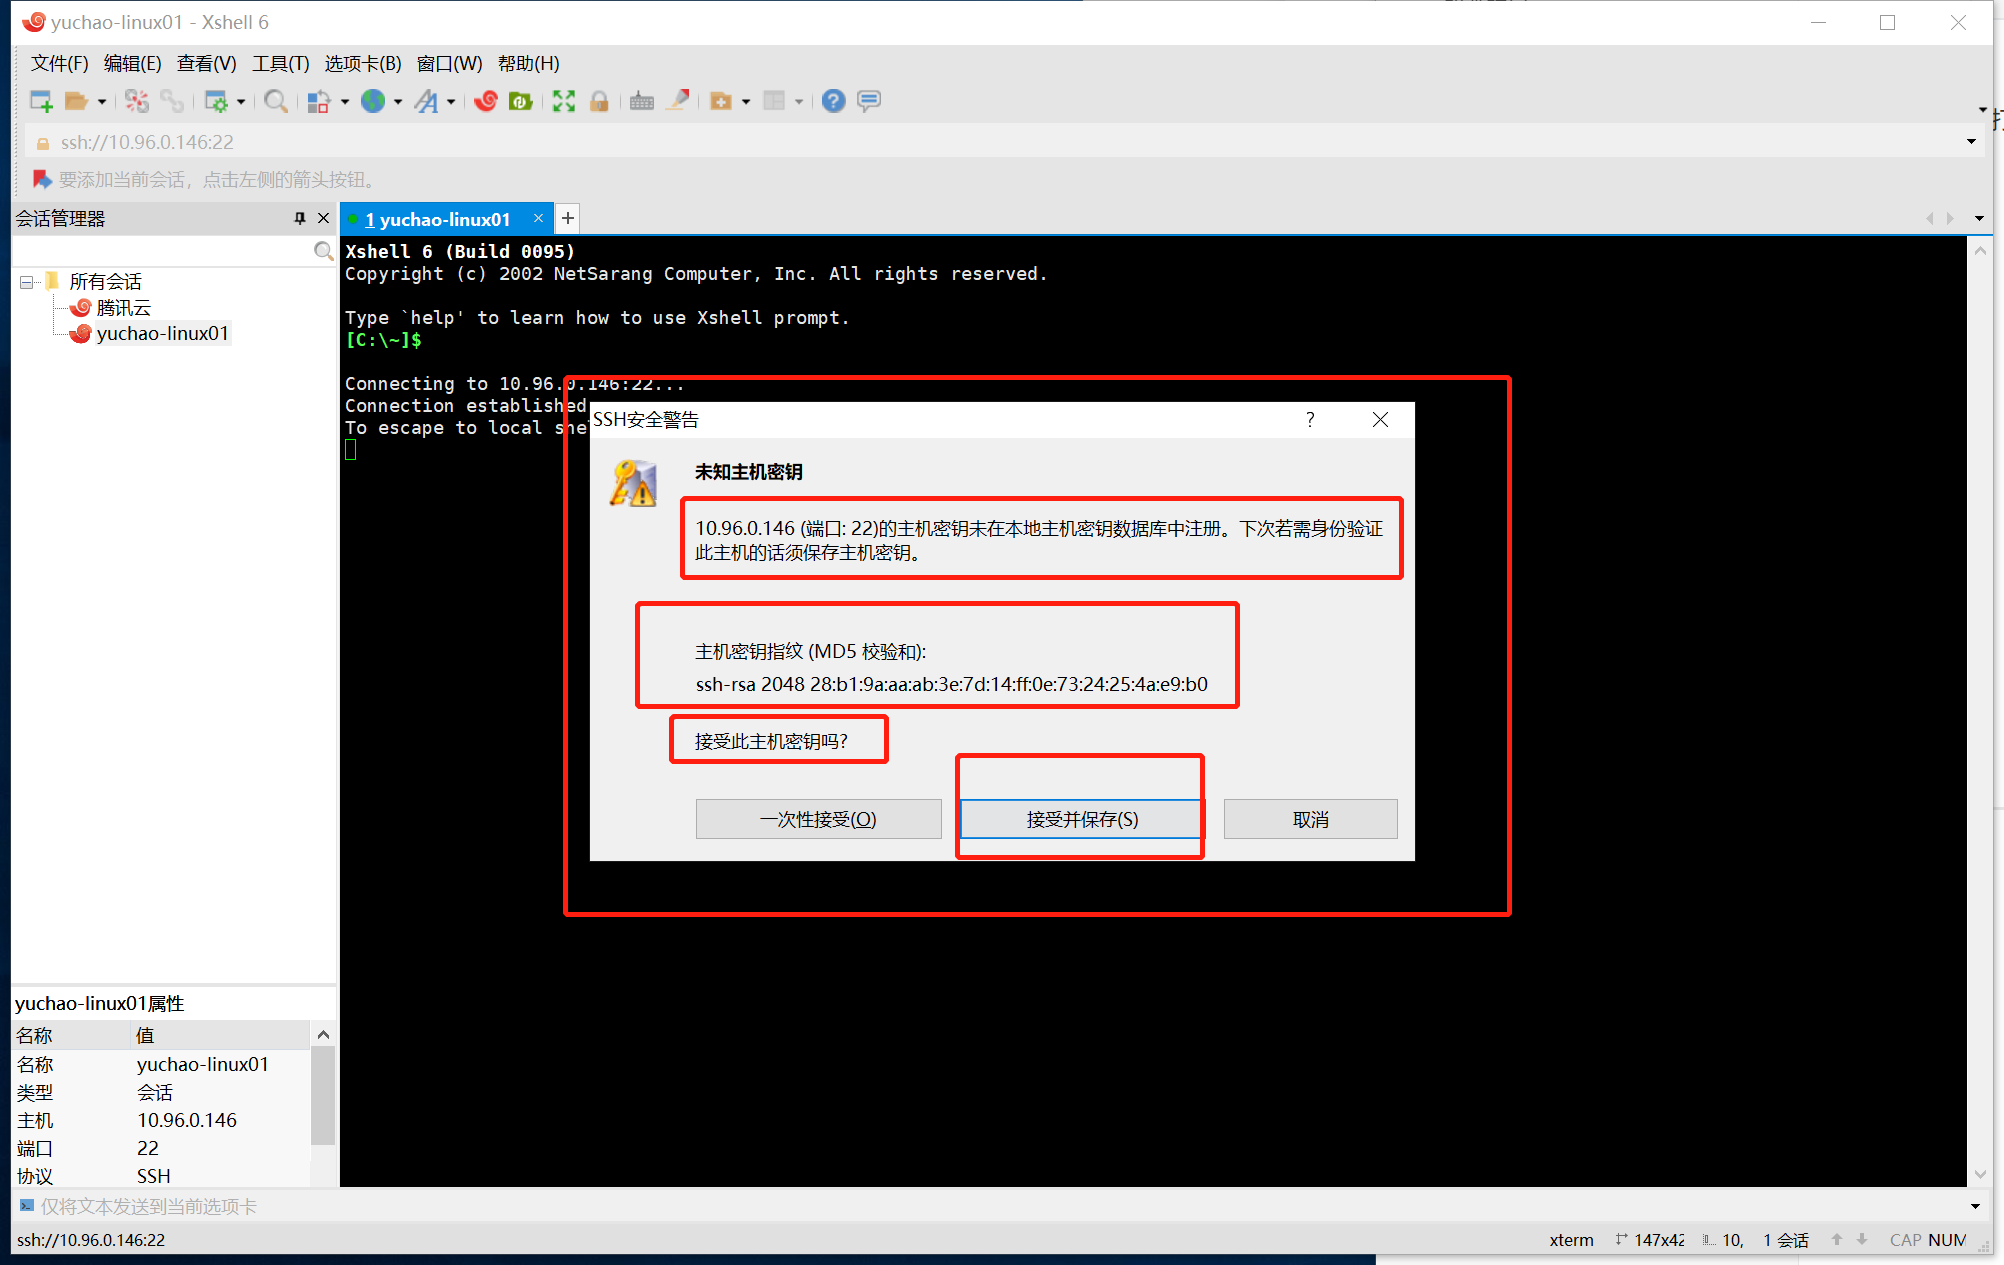 yuchao-linux01 - Xshell 6
文件(F) 编辑(E) 查看(V) 工具(T) 选项卡(B) 窗口(W) 帮助(H)
ssh://10.96.0.146:22
要添加当前会话，点击左侧的箭头按钮。
会话管理器
1 yuchao-linux01
所有会话
腾讯云
yuchao-linux01
Xshell 6 (Build 0095)
Copyright (c) 2002 NetSarang Computer, Inc. All rights reserved.
Type `help' to learn how to use Xshell prompt.
[C:\~]$
Connecting to 10.96.0.146:22...
Connection established
To escape to local she
SSH安全警告
未知主机密钥
10.96.0.146 (端口: 22)的主机密钥未在本地主机密钥数据库中注册。下次若需身份验证
此主机的话须保存主机密钥。
主机密钥指纹 (MD5 校验和):
ssh-rsa 2048 28:b1:9a:aa:ab:3e:7d:14:ff:0e:73:24:25:4a:e9:b0
接受此主机密钥吗?
一次性接受(O) 接受并保存(S) 取消
yuchao-linux01属性
名称 值
名称 yuchao-linux01
类型 会话
主机 10.96.0.146
端口 22
协议 SSH
仅将文本发送到当前选项卡
ssh://10.96.0.146:22 xterm 147x42 10, 1 会话 CAP NUM